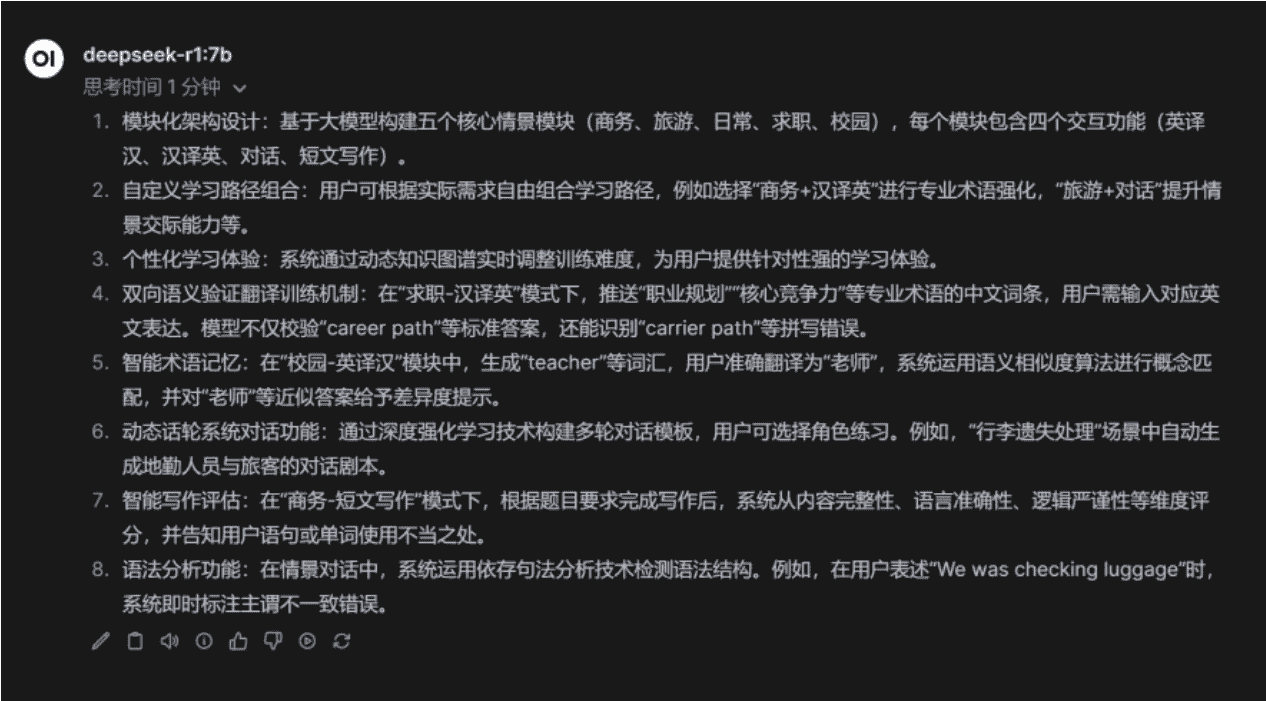 OI
deepseek-r1:7b
思考时间 1 分钟
1. 模块化架构设计：基于大模型构建五个核心情景模块（商务、旅游、日常、求职、校园），每个模块包含四个交互功能（英译
汉、汉译英、对话、短文写作）。
2. 自定义学习路径组合：用户可根据实际需求自由组合学习路径，例如选择“商务+汉译英”进行专业术语强化，“旅游+对话”提升情
景交际能力等。
3. 个性化学习体验：系统通过动态知识图谱实时调整训练难度，为用户提供针对性强的学习体验。
4. 双向语义验证翻译训练机制：在“求职-汉译英”模式下，推送“职业规划”“核心竞争力”等专业术语的中文词条，用户需输入对应英
文表达。模型不仅校验“career path”等标准答案，还能识别“carrier path”等拼写错误。
5. 智能术语记忆：在“校园-英译汉”模块中，生成“teacher”等词汇，用户准确翻译为“老师”，系统运用语义相似度算法进行概念匹
配，并对“老师”等近似答案给予差异度提示。
6. 动态话轮系统对话功能：通过深度强化学习技术构建多轮对话模板，用户可选择角色练习。例如，“行李遗失处理”场景中自动生
成地勤人员与旅客的对话剧本。
7. 智能写作评估：在“商务-短文写作”模式下，根据题目要求完成写作后，系统从内容完整性、语言准确性、逻辑严谨性等维度评
分，并告知用户语句或单词使用不当之处。
8. 语法分析功能：在情景对话中，系统运用依存句法分析技术检测语法结构。例如，在用户表述“We was checking luggage”时，
系统即时标注主谓不一致错误。